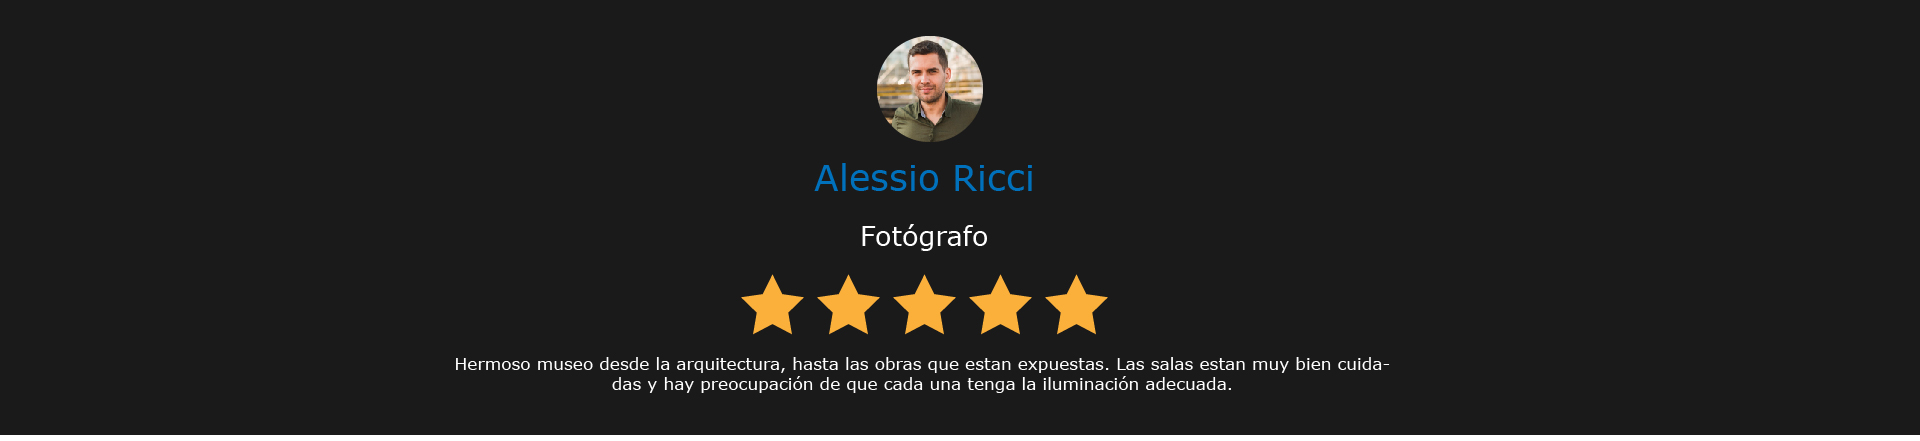 Alessio Ricci
Fotógrafo
Hermoso museo desde la arquitectura, hasta las obras que estan expuestas. Las salas estan muy bien cuida-
das y hay preocupación de que cada una tenga la iluminación adecuada.